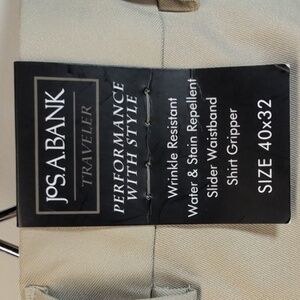 JOS.A.BANK
TRAVELER
PERFORMANCE
WITH STYLE
Wrinkle Resistant
Water & Stain Repellent
Slider Waistband
Shirt Gripper
SIZE 40x32